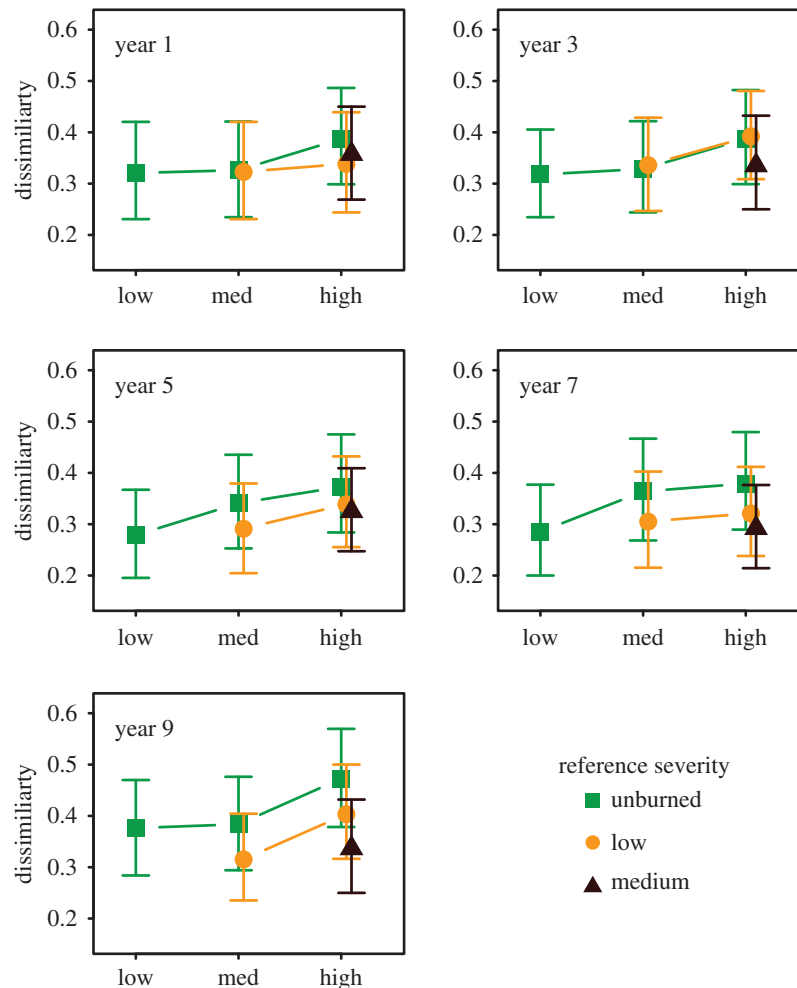 0.6
year 1
0.5
0.4
0.3
0.2
dissimiliarty
low med high
0.6
year 3
0.5
0.4
0.3
0.2
dissimiliarty
low med high
0.6
year 5
0.5
0.4
0.3
0.2
dissimiliarty
low med high
0.6
year 7
0.5
0.4
0.3
0.2
dissimiliarty
low med high
0.6
year 9
0.5
0.4
0.3
0.2
dissimiliarty
low med high
reference severity
unburned
low
medium